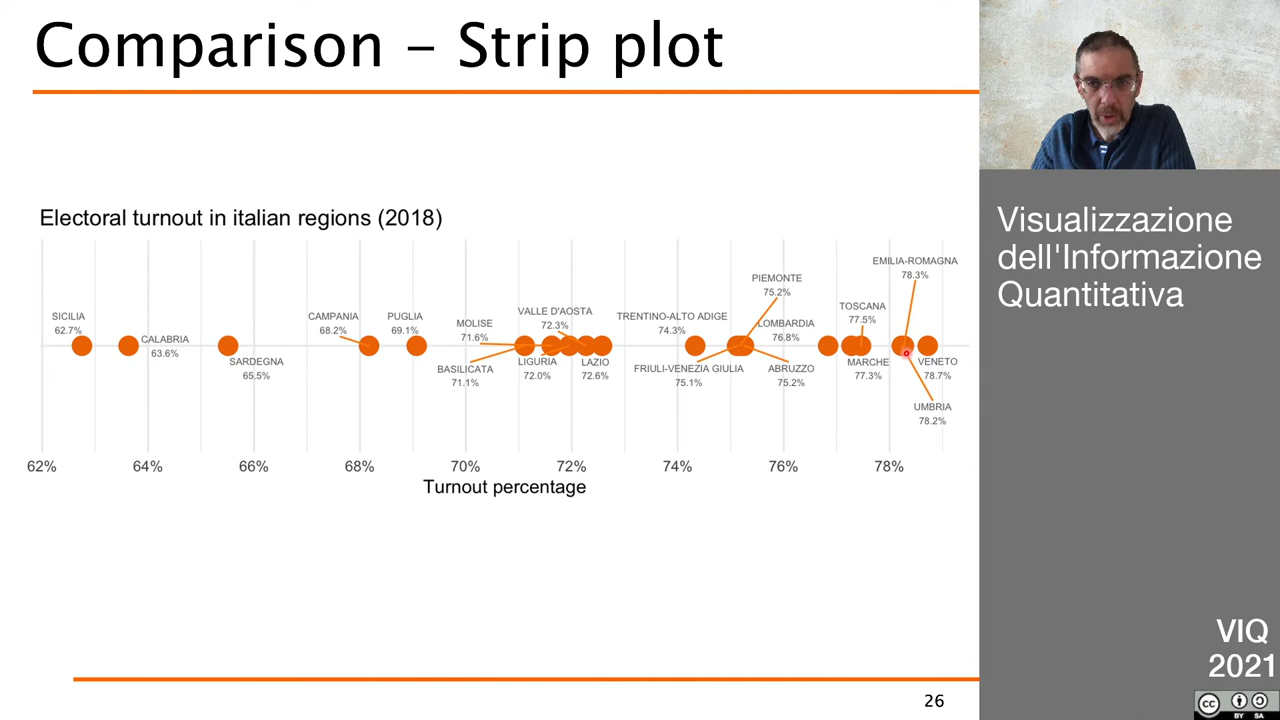 Comparison – Strip plot
Electoral turnout in italian regions (2018)
EMILIA-ROMAGNA
78.3%
PIEMONTE
75.2%
TOSCANA
77.5%
VALLE D'AOSTA
72.3%
SICILIA
62.7%
CAMPANIA
68.2%
PUGLIA
69.1%
MOLISE
71.6%
TRENTINO-ALTO ADIGE
74.3%
LOMBARDIA
76.8%
CALABRIA
63.6%
SARDEGNA
65.5%
BASILICATA
71.1%
LIGURIA
72.0%
LAZIO
72.6%
FRIULI-VENEZIA GIULIA
75.1%
ABRUZZO
75.2%
MARCHE
77.3%
VENETO
78.7%
UMBRIA
78.2%
62% 64% 66% 68% 70% 72% 74% 76% 78%
Turnout percentage
26
Visualizzazione
dell'Informazione
Quantitativa
VIQ
2021
CC BY SA